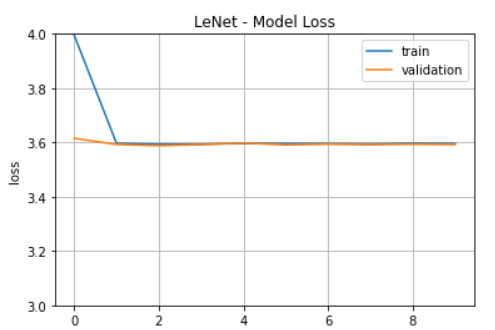 LeNet - Model Loss
4.0
train
validation
3.8
3.6
loss
3.4
3.2
3.0
0 2 4 6 8